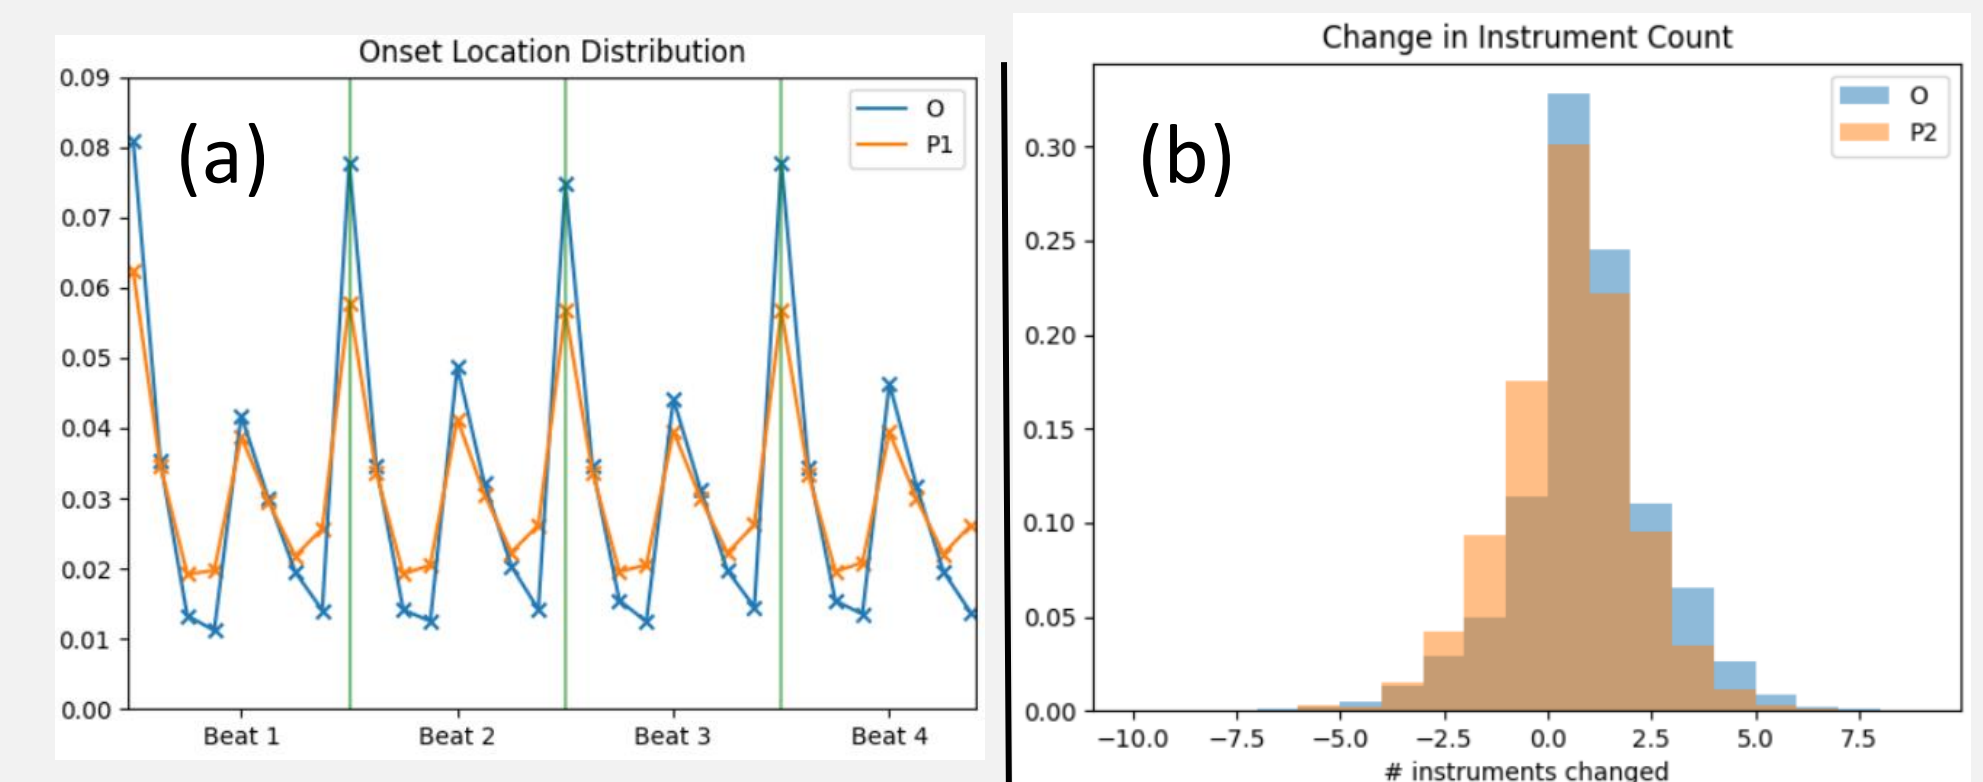 Onset Location Distribution
(a)
O
P1
0.09
0.08
0.07
0.06
0.05
0.04
0.03
0.02
0.01
0.00
Beat 1 Beat 2 Beat 3 Beat 4
Change in Instrument Count
(b)
O
P2
0.30
0.25
0.20
0.15
0.10
0.05
0.00
−10.0 −7.5 −5.0 −2.5 0.0 2.5 5.0 7.5
# instruments changed